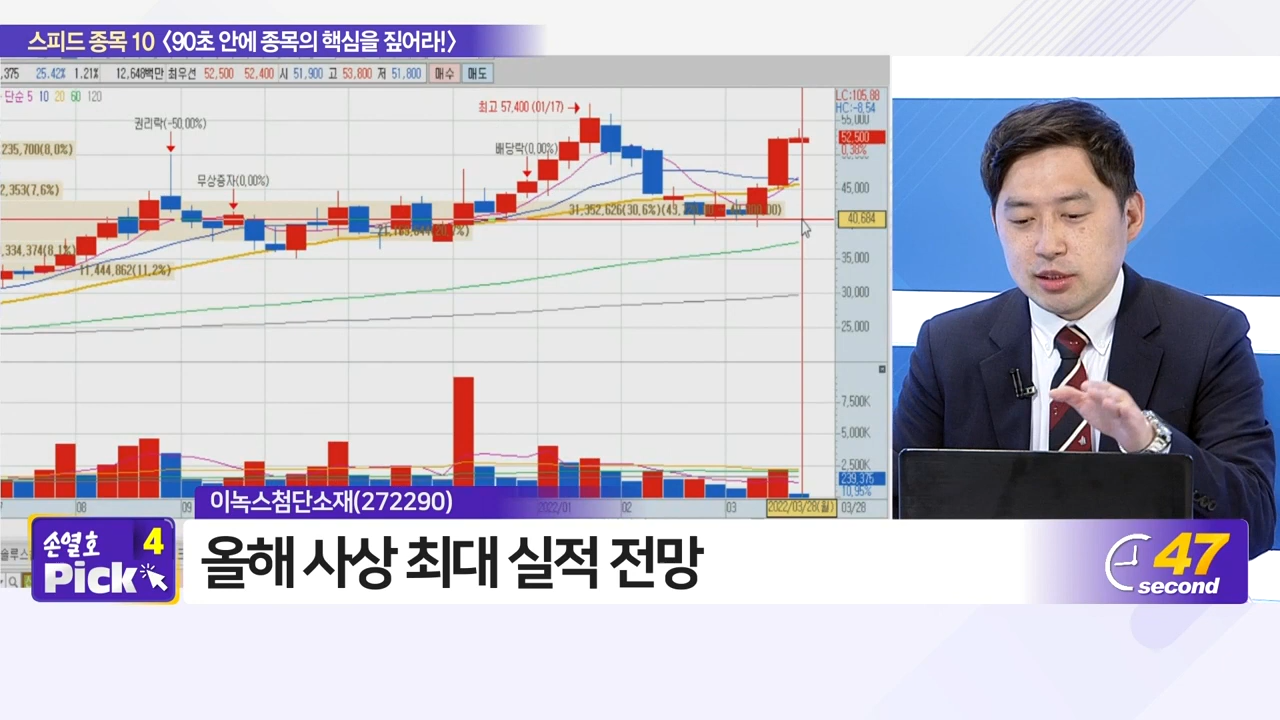 스피드 종목 10 〈90초 안에 종목의 핵심을 짚어라!〉
,375 25.42% 1.21% 12,648백만 최우선 52,500 52,400 시 51,900 고 53,800 저 51,800 매수 매도
단순 5 10 20 60 120
LC:105.88
HC:-8.54
최고 57,400 (01/17)
55,000
권리락(-50,00%)
52,500
0.38%
235,700(8,0%)
배당락(0,00%)
무상증자(0,00%)
2,353(7.6%)
45,000
31,352,626(30.6%)(43,
40,684
334,374(8.1%)
35,000
11,444,862(11.2%)
30,000
25,000
7,500K
5,000K
2,500K
239,375
10,95%
08 09 2022/01 02 03 2022/03/28(월) 03/28
이녹스첨단소재(272290)
손열호 4
Pick
올해 사상 최대 실적 전망
47
second